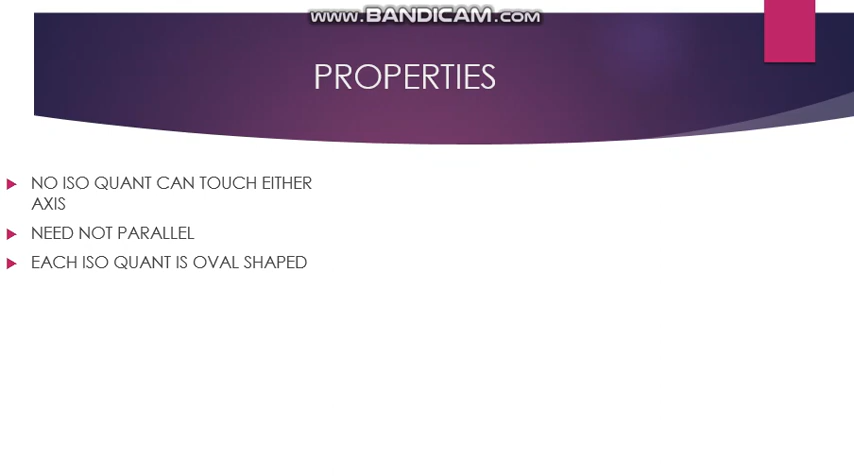 www.BANDICAM.com
PROPERTIES
NO ISO QUANT CAN TOUCH EITHER
AXIS
NEED NOT PARALLEL
EACH ISO QUANT IS OVAL SHAPED